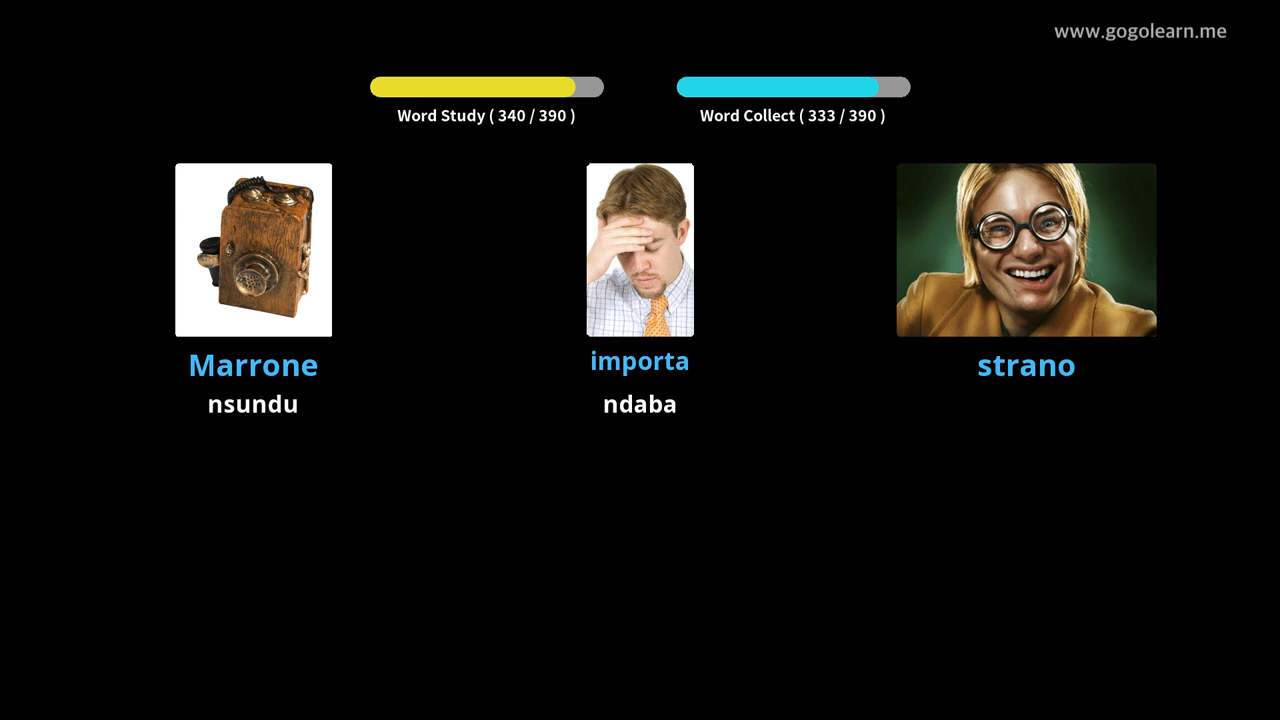 www.gogolearn.me
Word Study ( 340 / 390 )
Word Collect ( 333 / 390 )
Marrone
nsundu
importa
ndaba
strano